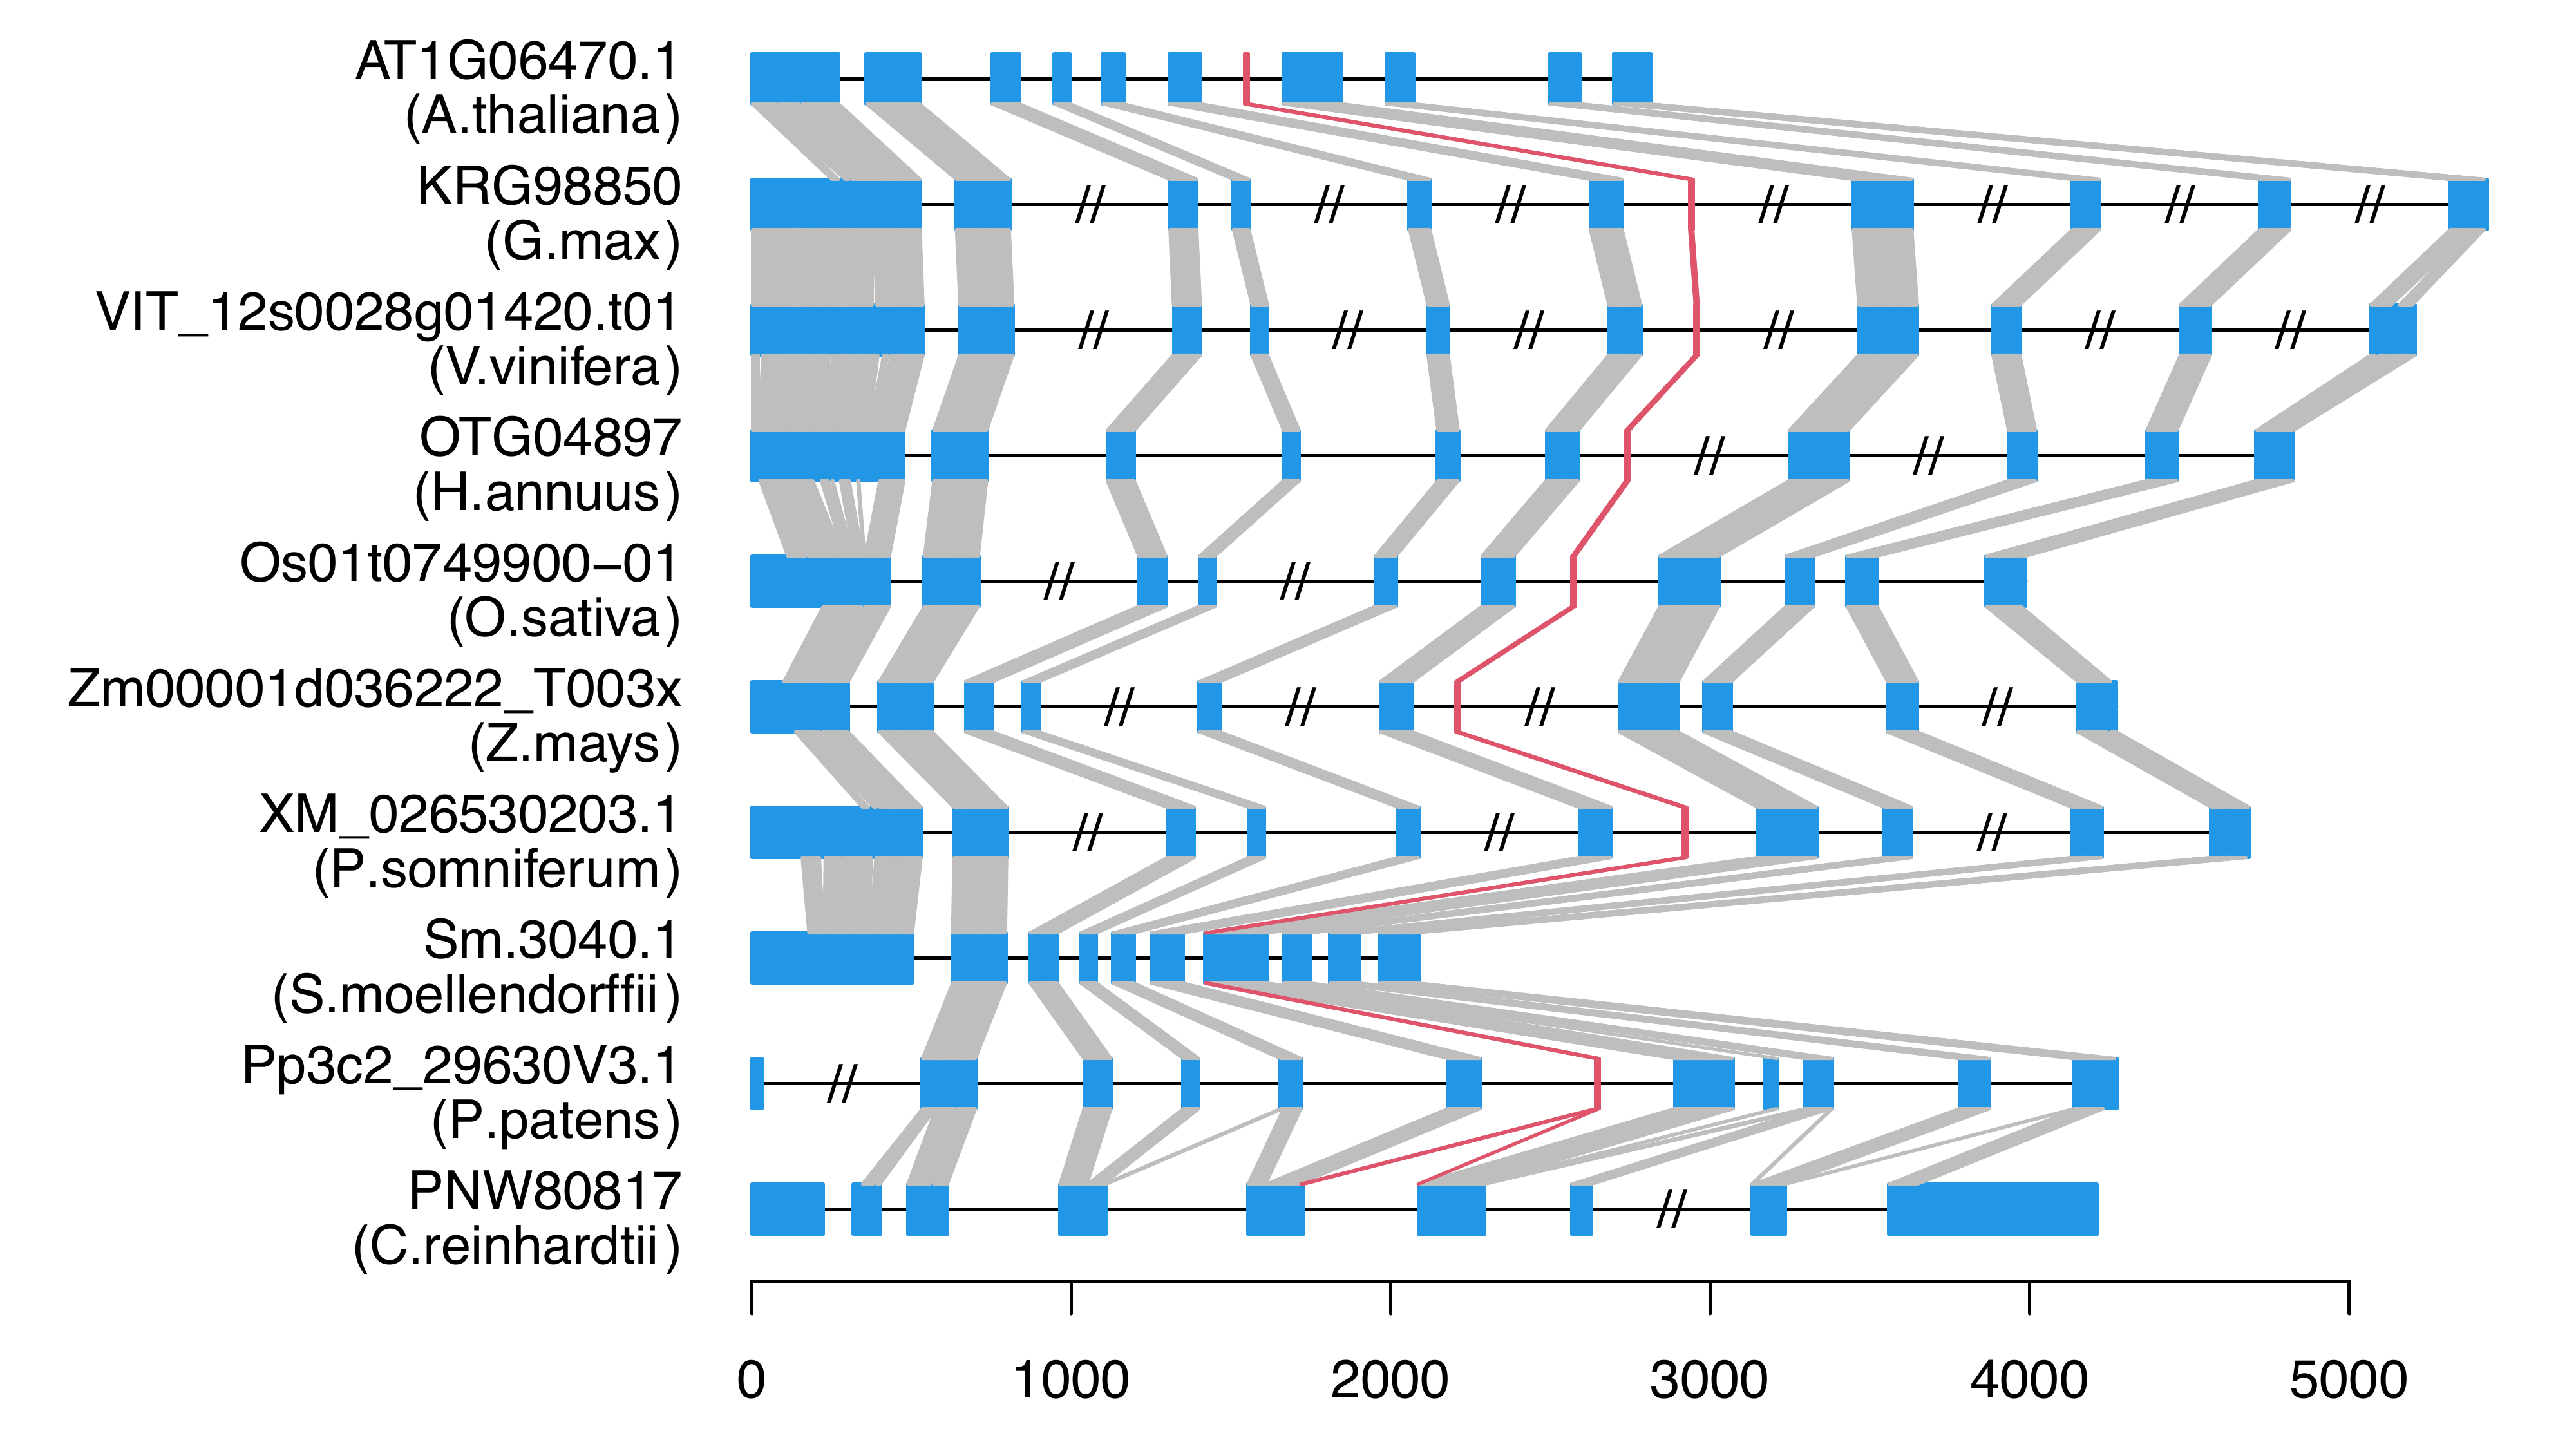 AT1G06470.1
(A.thaliana)
KRG98850
(G.max)
VIT_12s0028g01420.t01
(V.vinifera)
OTG04897
(H.annuus)
Os01t0749900−01
(O.sativa)
Zm00001d036222_T003x
(Z.mays)
XM_026530203.1
(P.somniferum)
Sm.3040.1
(S.moellendorffii)
Pp3c2_29630V3.1
(P.patens)
PNW80817
(C.reinhardtii)
0 1000 2000 3000 4000 5000